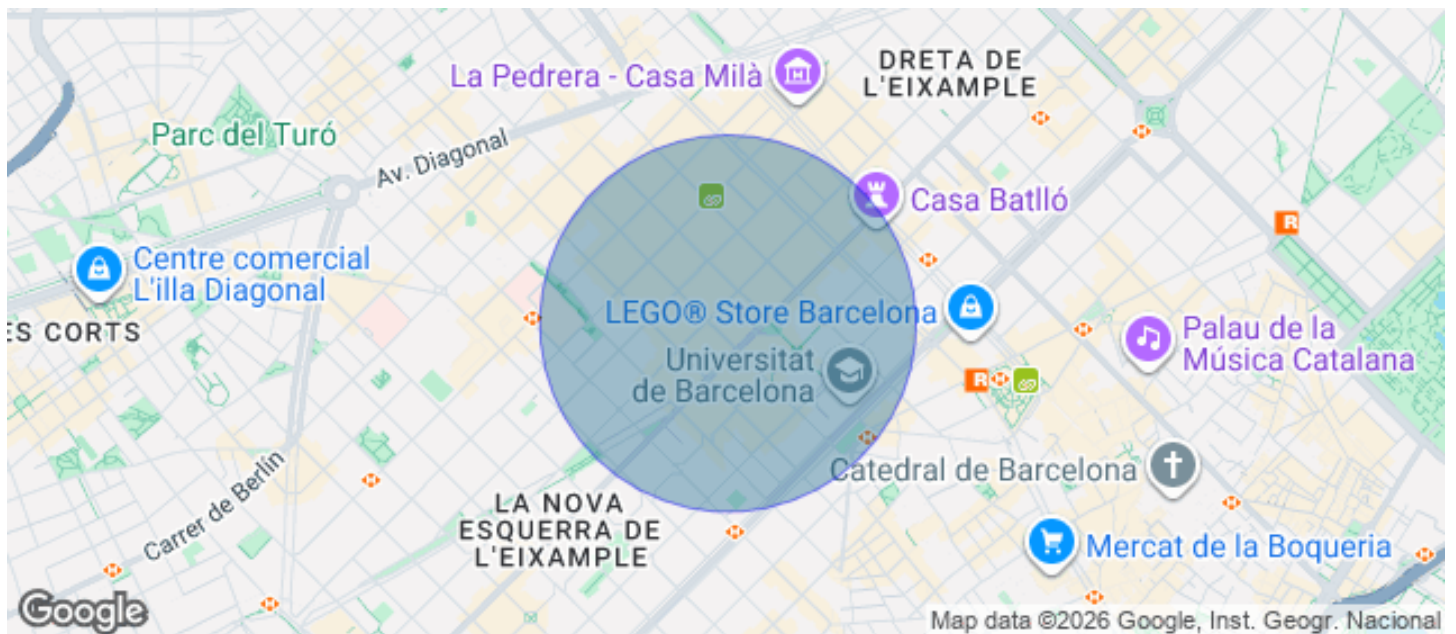 DRETA DE
L'EIXAMPLE
La Pedrera - Casa Milà
Parc del Turó
Av. Diagonal
Casa Batlló
R
Centre comercial
L'illa Diagonal
LEGO® Store Barcelona
ES CORTS
Palau de la
Música Catalana
Universitat
de Barcelona
R
Catedral de Barcelona
Carrer de Berlín
LA NOVA
ESQUERRA DE
L'EIXAMPLE
Mercat de la Boqueria
Google
Map data ©2026 Google, Inst. Geogr. Nacional